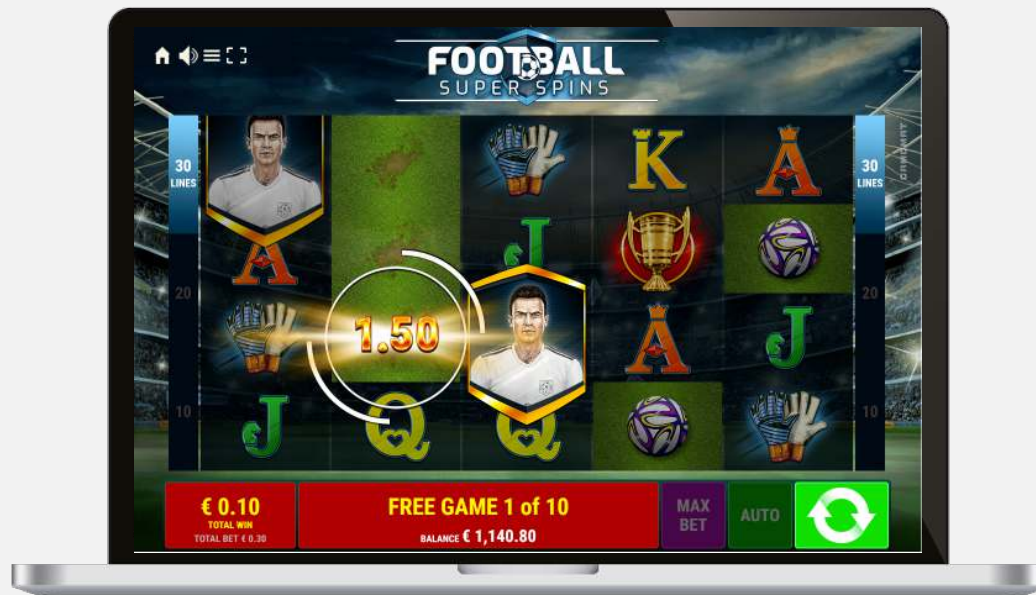 FOOTBALL
SUPER SPINS
30
LINES
30
LINES
GAMOMAT
K
A
J
A
20
20
1.50
A
J
10
10
J
Q
Q
€ 0.10
TOTAL WIN
TOTAL BET € 0.30
FREE GAME 1 of 10
BALANCE € 1,140.80
MAX
BET
AUTO